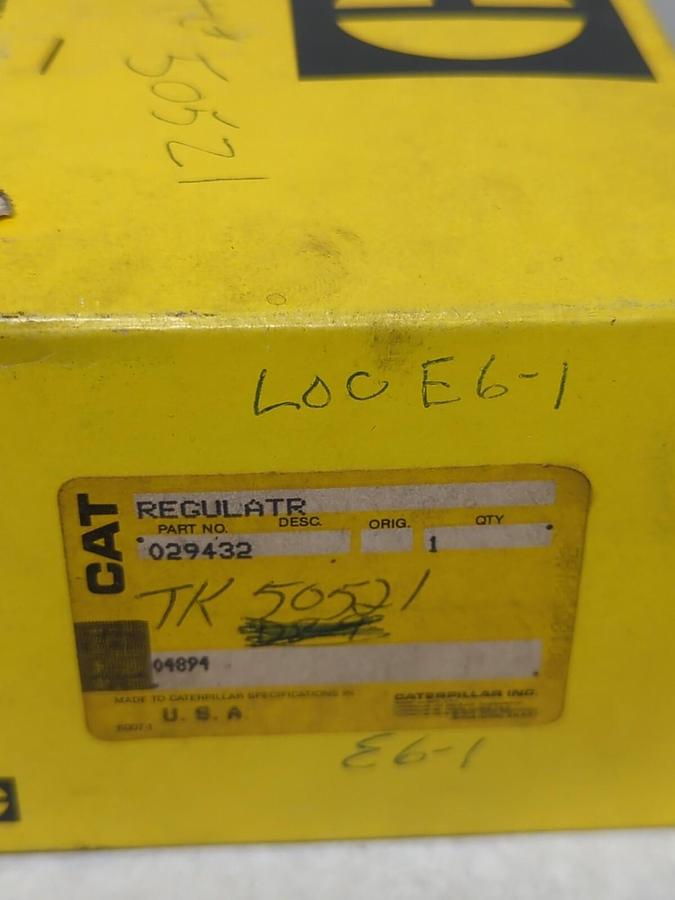 50521
LOC E6-1
CAT
REGULATR
PART NO. DESC. ORIG. QTY
029432 1
TK 50521
04894
MADE TO CATERPILLAR SPECIFICATIONS IN CATERPILLAR INC.
U.S.A
E6-1